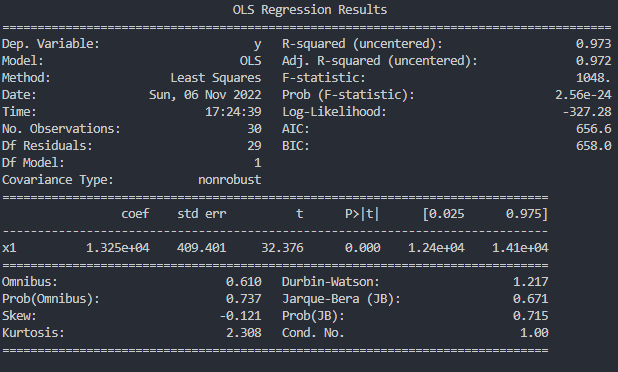 OLS Regression Results
==============================================================================
Dep. Variable: y R-squared (uncentered): 0.973
Model: OLS Adj. R-squared (uncentered): 0.972
Method: Least Squares F-statistic: 1048.
Date: Sun, 06 Nov 2022 Prob (F-statistic): 2.56e-24
Time: 17:24:39 Log-Likelihood: -327.28
No. Observations: 30 AIC: 656.6
Df Residuals: 29 BIC: 658.0
Df Model: 1
Covariance Type: nonrobust
==============================================================================
coef std err t P>|t| [0.025 0.975]
------------------------------------------------------------------------------
x1 1.325e+04 409.401 32.376 0.000 1.24e+04 1.41e+04
==============================================================================
Omnibus: 0.610 Durbin-Watson: 1.217
Prob(Omnibus): 0.737 Jarque-Bera (JB): 0.671
Skew: -0.121 Prob(JB): 0.715
Kurtosis: 2.308 Cond. No. 1.00
==============================================================================